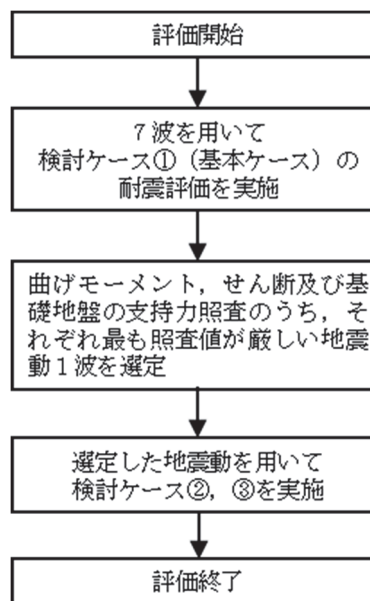 評価開始
7波を用いて
検討ケース①（基本ケース）の
耐震評価を実施
曲げモーメント，せん断及び基
礎地盤の支持力照査のうち，そ
れぞれ最も照査値が厳しい地震
動1波を選定
選定した地震動を用いて
検討ケース②，③を実施
評価終了